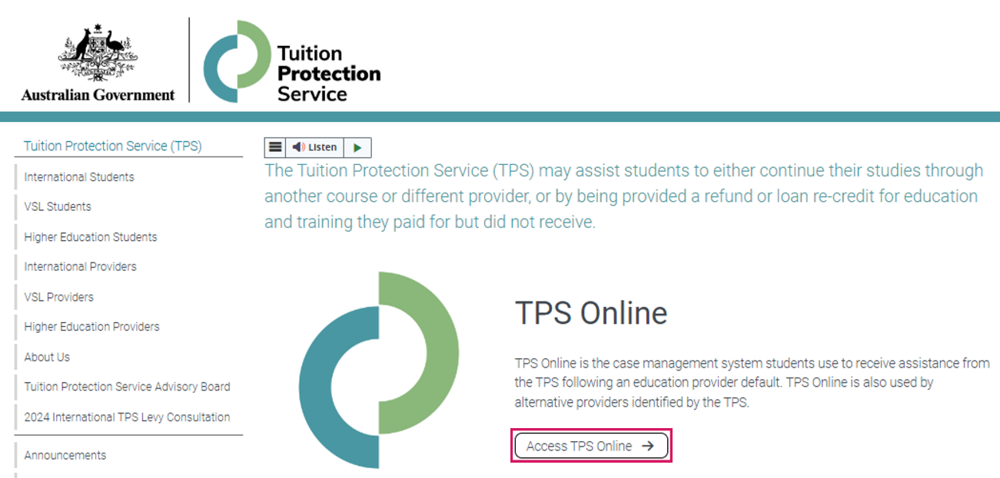 Australian Government
Tuition
Protection
Service
Tuition Protection Service (TPS)
International Students
VSL Students
Higher Education Students
International Providers
VSL Providers
Higher Education Providers
About Us
Tuition Protection Service Advisory Board
2024 International TPS Levy Consultation
Announcements
Listen
The Tuition Protection Service (TPS) may assist students to either continue their studies through
another course or different provider, or by being provided a refund or loan re-credit for education
and training they paid for but did not receive.
TPS Online
TPS Online is the case management system students use to receive assistance from
the TPS following an education provider default. TPS Online is also used by
alternative providers identified by the TPS.
Access TPS Online →